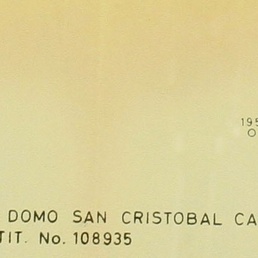 195
O
DOMO SAN CRISTOBAL CA
TIT. No. 108935